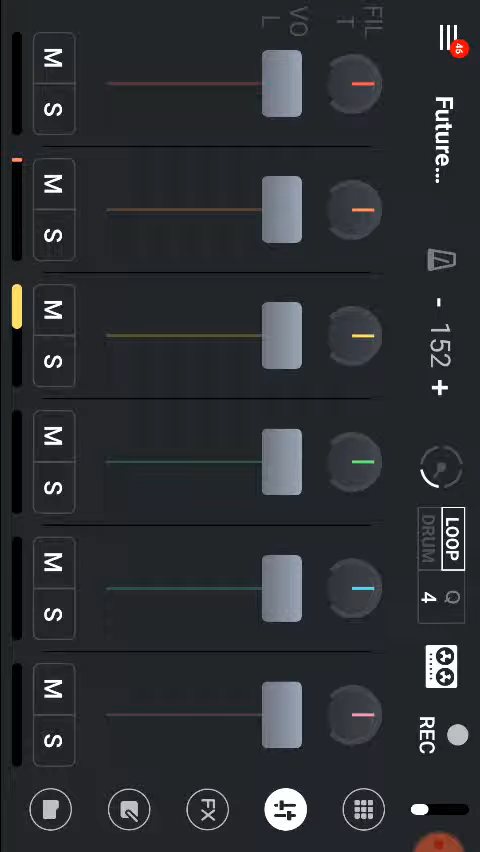 46
Future...
- 152 +
LOOP
DRUM
Q
4
REC
FILT
VOL
M S
M S
M S
M S
M S
M S
FX